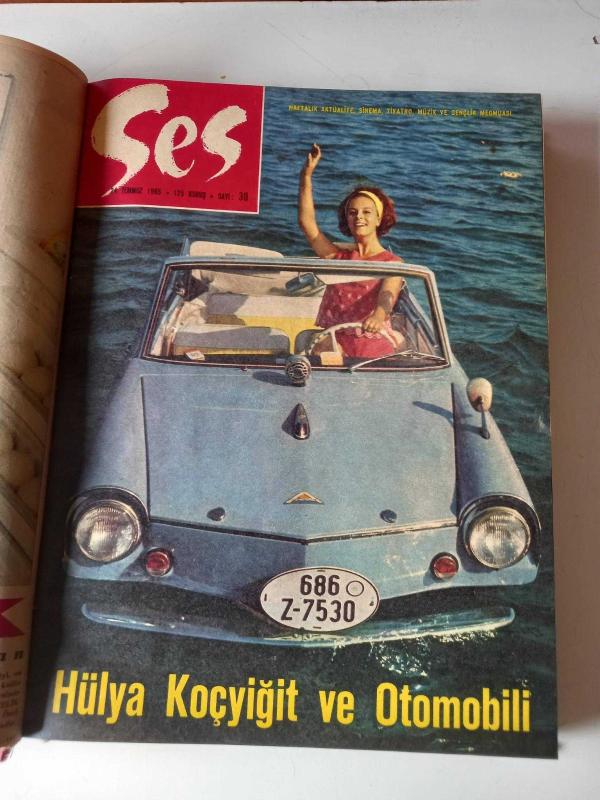 Ses
HAFTALIK AKTÜALİTE, SİNEMA, TİYATRO, MÜZİK VE GENÇLİK MECMUASI
TEMMUZ 1965 • 125 KURUŞ • SAYI: 30
686
Z-7530
Hülya Koçyiğit ve Otomobili